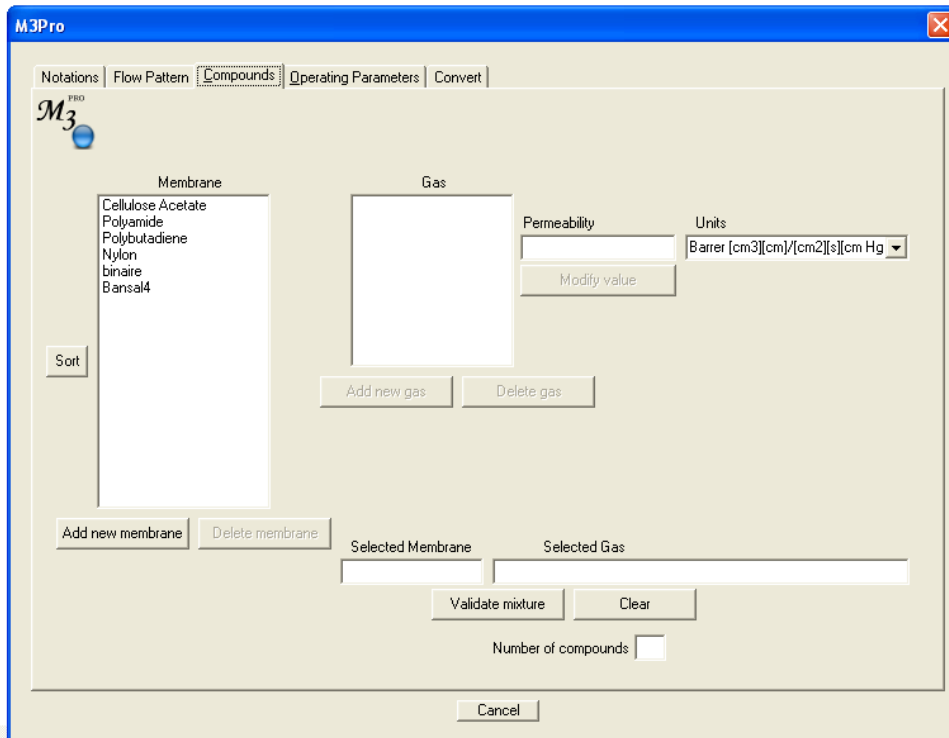 M3Pro
Notations Flow Pattern Compounds Operating Parameters Convert
M3 PRO
Membrane Gas
Cellulose Acetate
Polyamide
Polybutadiene
Nylon
binaire
Bansal4
Permeability Units
Barrer [cm3][cm]/[cm2][s][cm Hg
Modify value
Sort
Add new gas Delete gas
Add new membrane Delete membrane
Selected Membrane Selected Gas
Validate mixture Clear
Number of compounds
Cancel